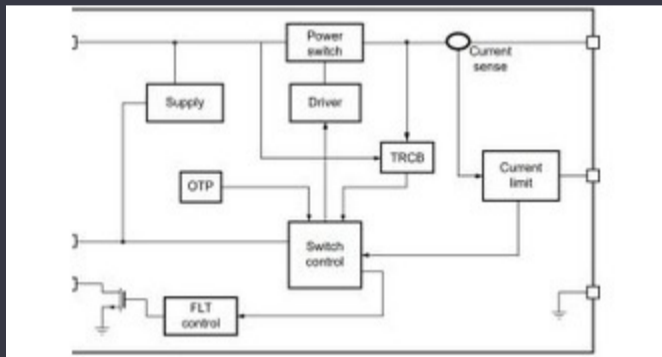 Power
switch
Current
sense
Supply
Driver
TRCB
Current
limit
OTP
Switch
control
FLT
control